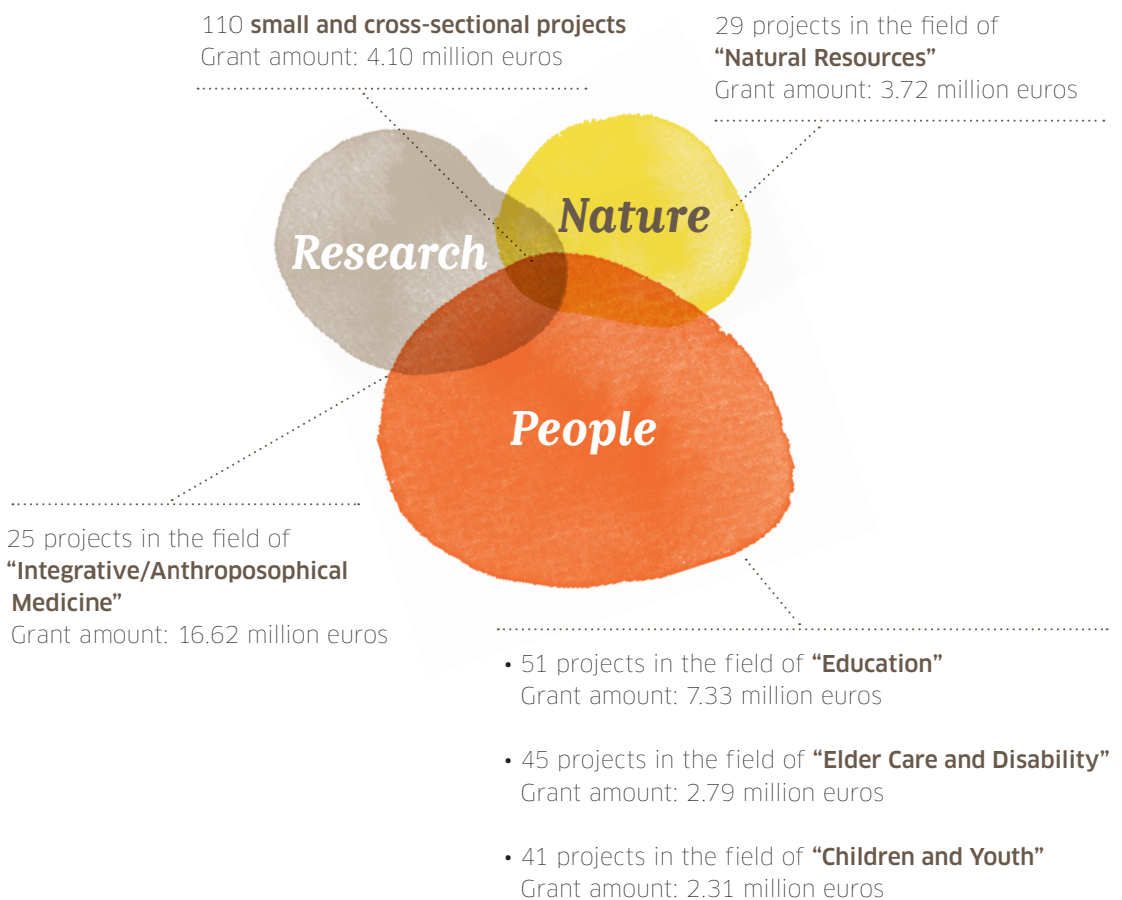 110 small and cross-sectional projects
Grant amount: 4.10 million euros
29 projects in the field of
“Natural Resources”
Grant amount: 3.72 million euros
Nature
Research
People
25 projects in the field of
“Integrative/Anthroposophical
Medicine”
Grant amount: 16.62 million euros
• 51 projects in the field of “Education”
Grant amount: 7.33 million euros
• 45 projects in the field of “Elder Care and Disability”
Grant amount: 2.79 million euros
• 41 projects in the field of “Children and Youth”
Grant amount: 2.31 million euros